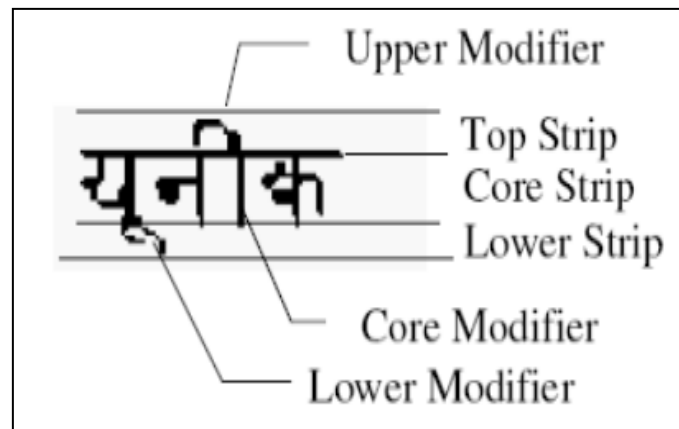 Upper Modifier
यूनीक
Top Strip
Core Strip
Lower Strip
Core Modifier
Lower Modifier